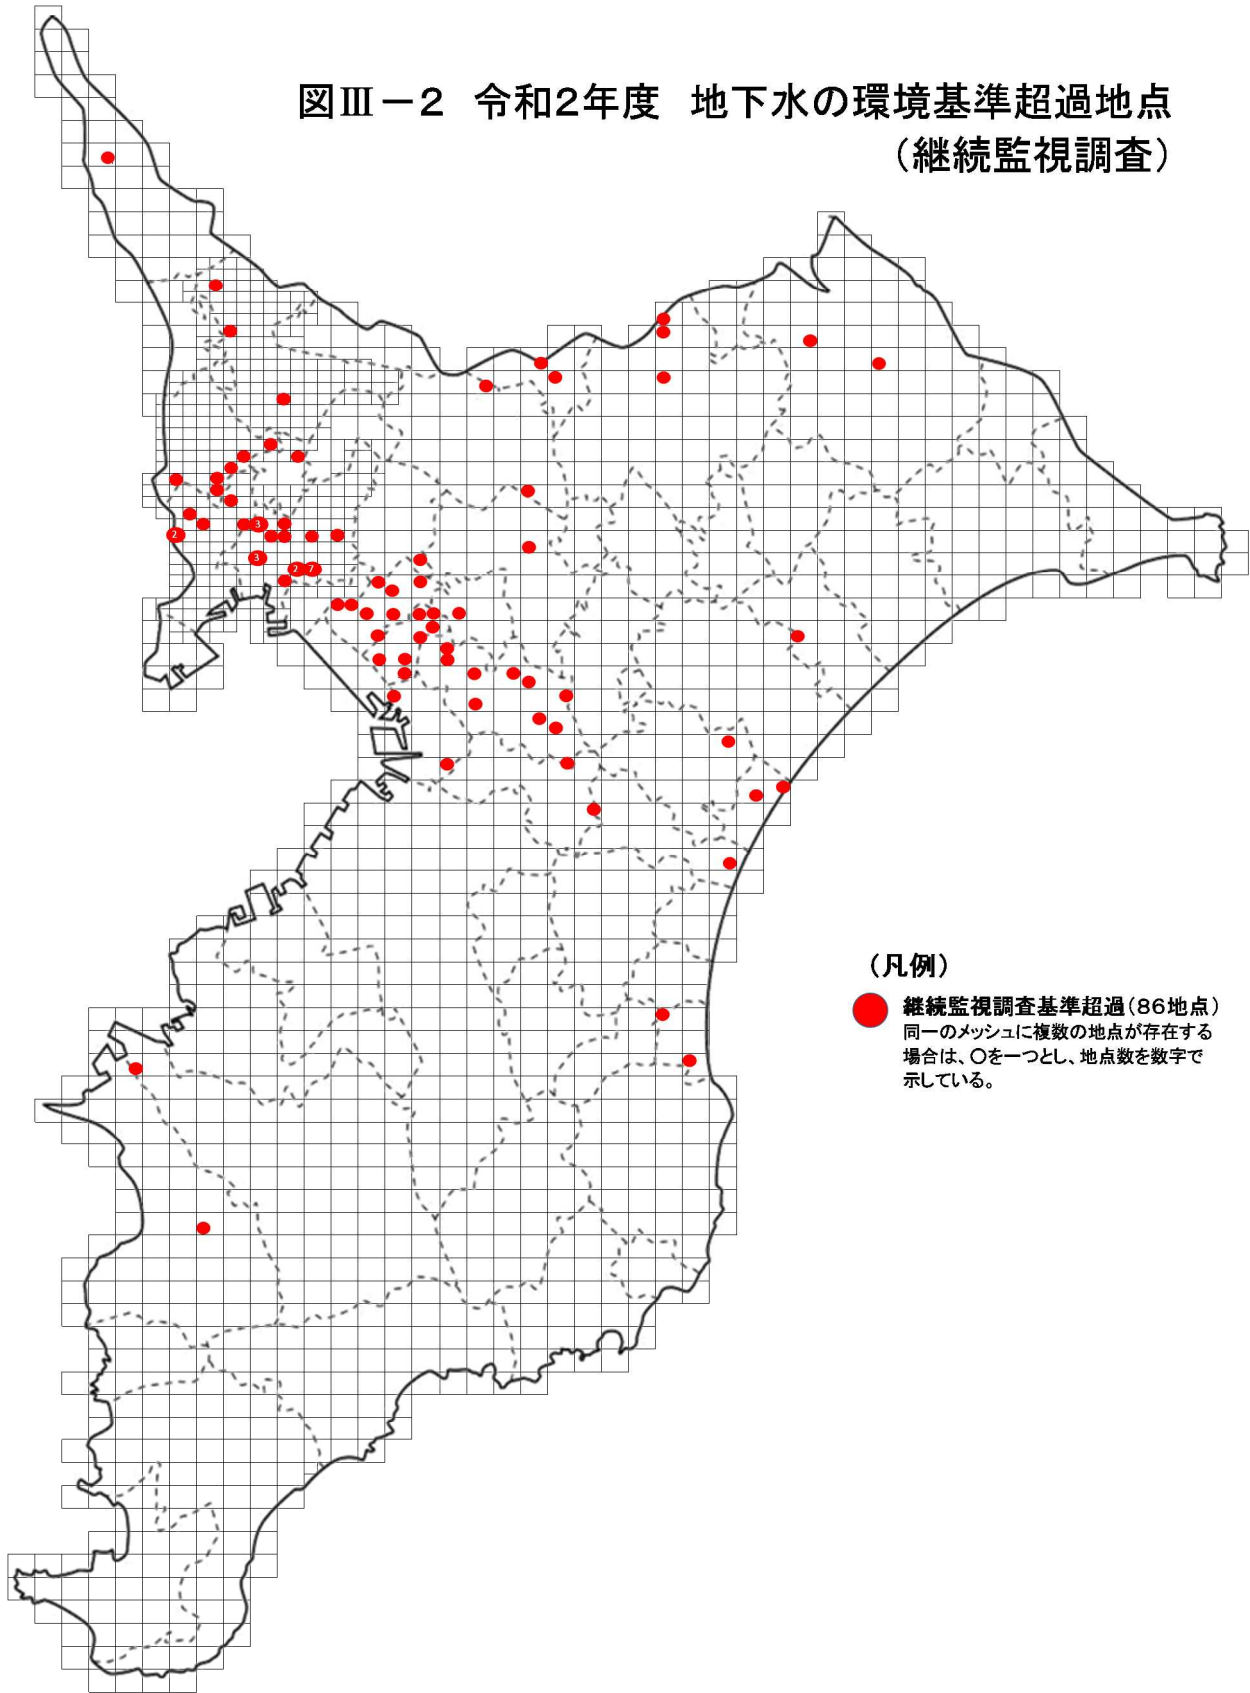 図Ⅲ－2 令和2年度 地下水の環境基準超過地点
（継続監視調査）
3
2
3
2
7
（凡例）
継続監視調査基準超過（86地点）
同一のメッシュに複数の地点が存在する
場合は、〇を一つとし、地点数を数字で
示している。